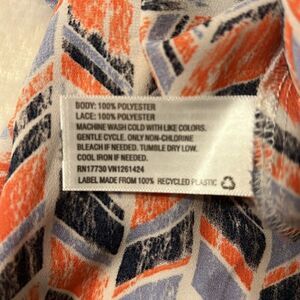 BODY: 100% POLYESTER
LACE: 100% POLYESTER
MACHINE WASH COLD WITH LIKE COLORS.
GENTLE CYCLE. ONLY NON-CHLORINE
BLEACH IF NEEDED. TUMBLE DRY LOW.
COOL IRON IF NEEDED.
RN17730 VN1261424
LABEL MADE FROM 100% RECYCLED PLASTIC